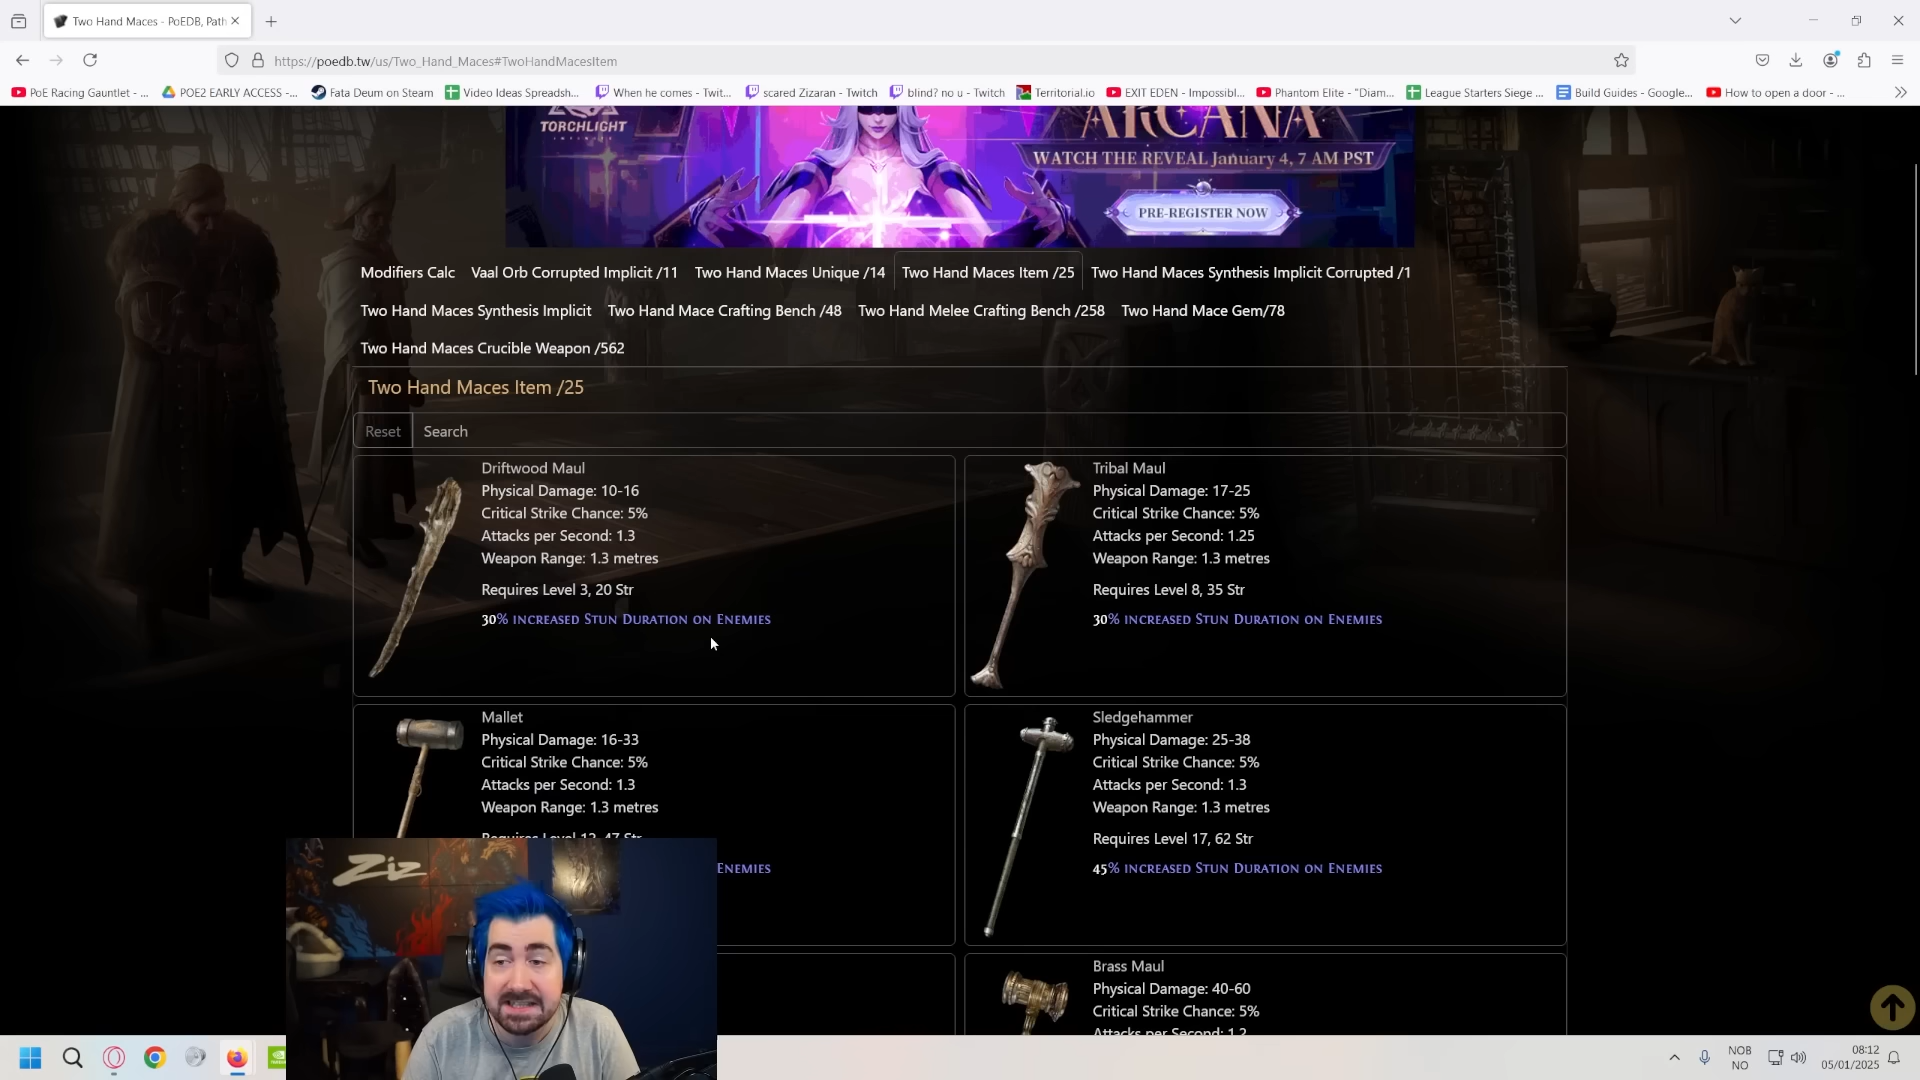 Two Hand Maces - PoEDB, Path
https://poedb.tw/us/Two_Hand_Maces#TwoHandMacesItem
PoE Racing Gauntlet - ...
POE2 EARLY ACCESS -...
Fata Deum on Steam
Video Ideas Spreadsh...
When he comes - Twit...
scared Zizaran - Twitch
blind? no u - Twitch
Territorial.io
EXIT EDEN - Impossibl...
Phantom Elite - "Diam...
League Starters Siege ...
Build Guides - Google...
How to open a door - ...
TORCHLIGHT
INFINITE
ARCANA
WATCH THE REVEAL January 4, 7 AM PST
PRE-REGISTER NOW
Modifiers Calc
Vaal Orb Corrupted Implicit /11
Two Hand Maces Unique /14
Two Hand Maces Item /25
Two Hand Maces Synthesis Implicit Corrupted /1
Two Hand Maces Synthesis Implicit
Two Hand Mace Crafting Bench /48
Two Hand Melee Crafting Bench /258
Two Hand Mace Gem/78
Two Hand Maces Crucible Weapon /562
Two Hand Maces Item /25
Reset
Search
Driftwood Maul
Physical Damage: 10-16
Critical Strike Chance: 5%
Attacks per Second: 1.3
Weapon Range: 1.3 metres
Requires Level 3, 20 Str
30% increased Stun Duration on Enemies
Tribal Maul
Physical Damage: 17-25
Critical Strike Chance: 5%
Attacks per Second: 1.25
Weapon Range: 1.3 metres
Requires Level 8, 35 Str
30% increased Stun Duration on Enemies
Mallet
Physical Damage: 16-33
Critical Strike Chance: 5%
Attacks per Second: 1.3
Weapon Range: 1.3 metres
Requires Level 12, 47 Str
Enemies
Sledgehammer
Physical Damage: 25-38
Critical Strike Chance: 5%
Attacks per Second: 1.3
Weapon Range: 1.3 metres
Requires Level 17, 62 Str
45% increased Stun Duration on Enemies
Brass Maul
Physical Damage: 40-60
Critical Strike Chance: 5%
Attacks per Second: 1.2
Ziz
NOB
NO
08:12
05/01/2025